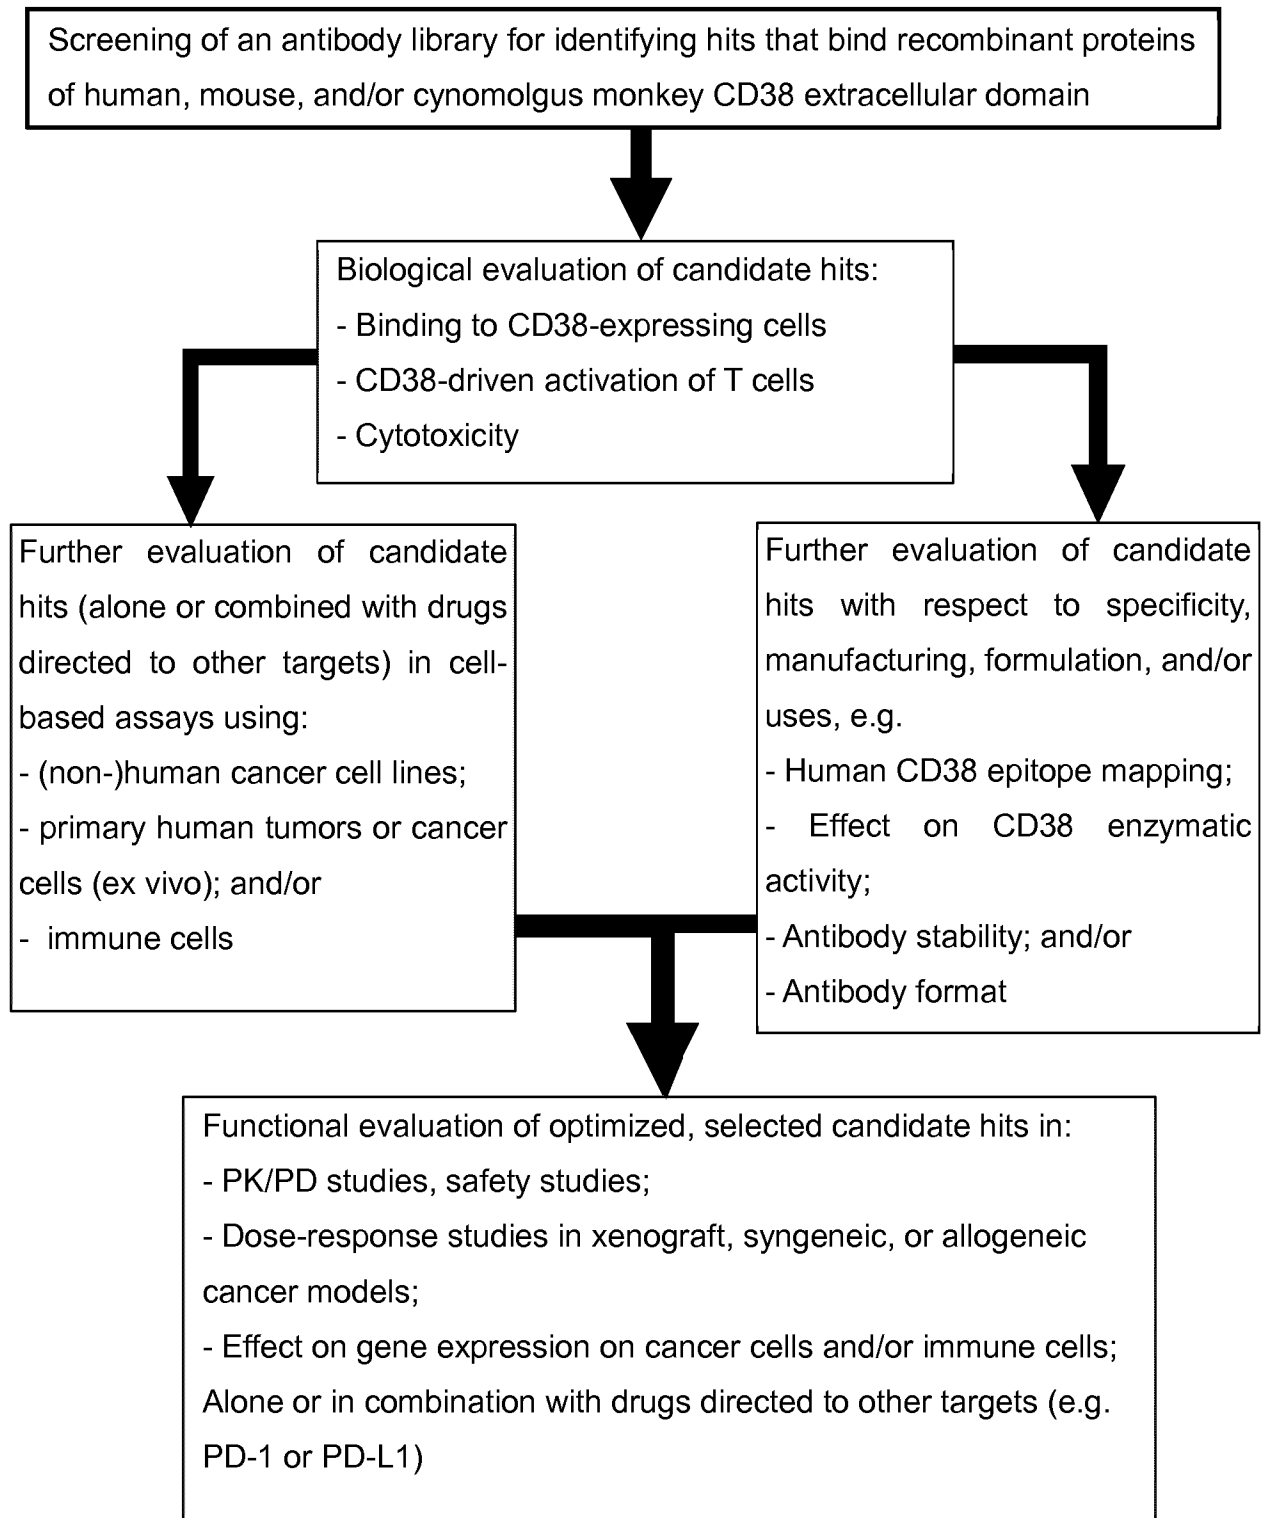 Screening of an antibody library for identifying hits that bind recombinant proteins
of human, mouse, and/or cynomolgus monkey CD38 extracellular domain
Biological evaluation of candidate hits:
- Binding to CD38-expressing cells
- CD38-driven activation of T cells
- Cytotoxicity
Further evaluation of candidate
hits (alone or combined with drugs
directed to other targets) in cell-
based assays using:
- (non-)human cancer cell lines;
- primary human tumors or cancer
cells (ex vivo); and/or
- immune cells
Further evaluation of candidate
hits with respect to specificity,
manufacturing, formulation, and/or
uses, e.g.
- Human CD38 epitope mapping;
- Effect on CD38 enzymatic
activity;
- Antibody stability; and/or
- Antibody format
Functional evaluation of optimized, selected candidate hits in:
- PK/PD studies, safety studies;
- Dose-response studies in xenograft, syngeneic, or allogeneic
cancer models;
- Effect on gene expression on cancer cells and/or immune cells;
Alone or in combination with drugs directed to other targets (e.g.
PD-1 or PD-L1)